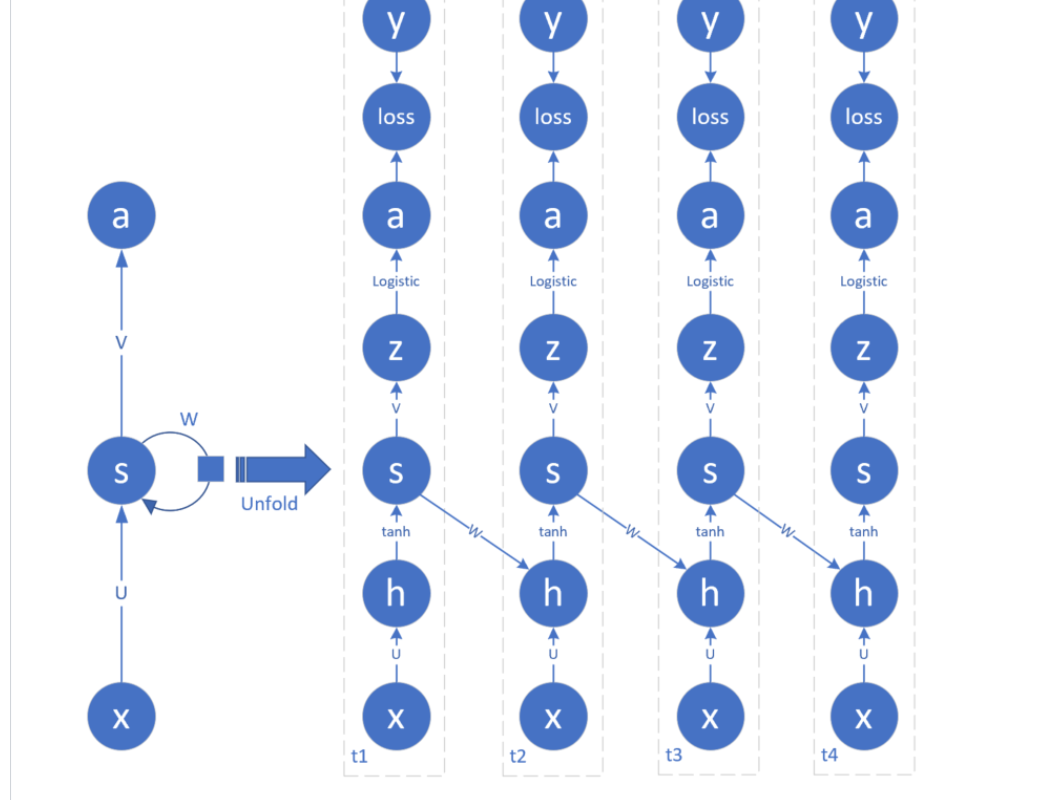 y y y y
loss loss loss loss
a a a a a
Logistic Logistic Logistic Logistic
V
z z z z
W V V V V
s s s s s
Unfold
tanh W tanh W tanh W tanh
U
h h h h
U U U U
x x x x x
t1 t2 t3 t4